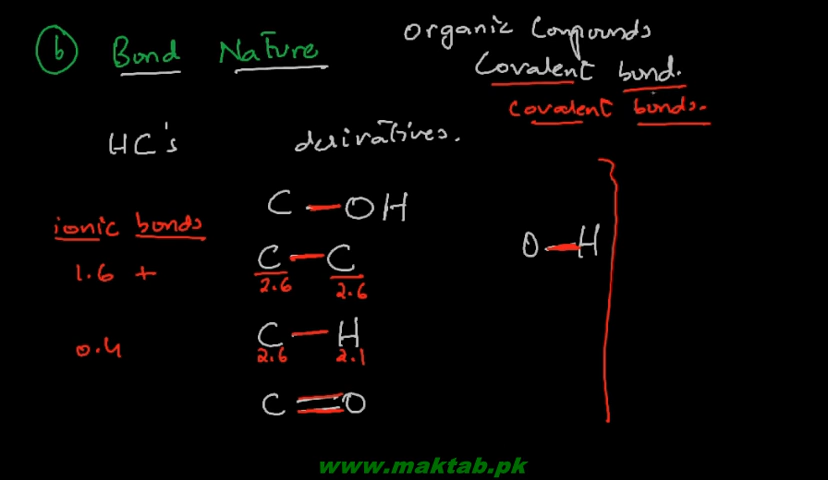 Organic Compounds
b Bond Nature
Covalent bond.
Covalent bonds.
HC's derivatives.
C – OH
ionic bonds
O – H
C – C
1.6 +
2.6 2.6
C – H
0.4
2.6 2.1
C = O
www.maktab.pk